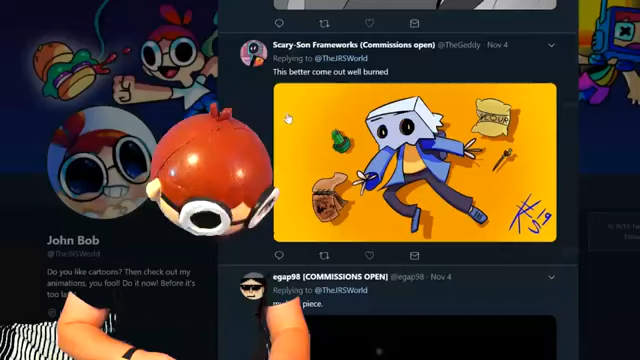 Scary-Son Frameworks (Commissions open) @TheGeddy · Nov 4
Replying to @TheJRSWorld
This better come out well burned
John Bob
@TheJRSWorld
Do you like cartoons? Then check out my
animations, you fool! Do it now! Before it's
too
egap98 [COMMISSIONS OPEN] @egap98 · Nov 4
Replying to @TheJRSWorld
piece.